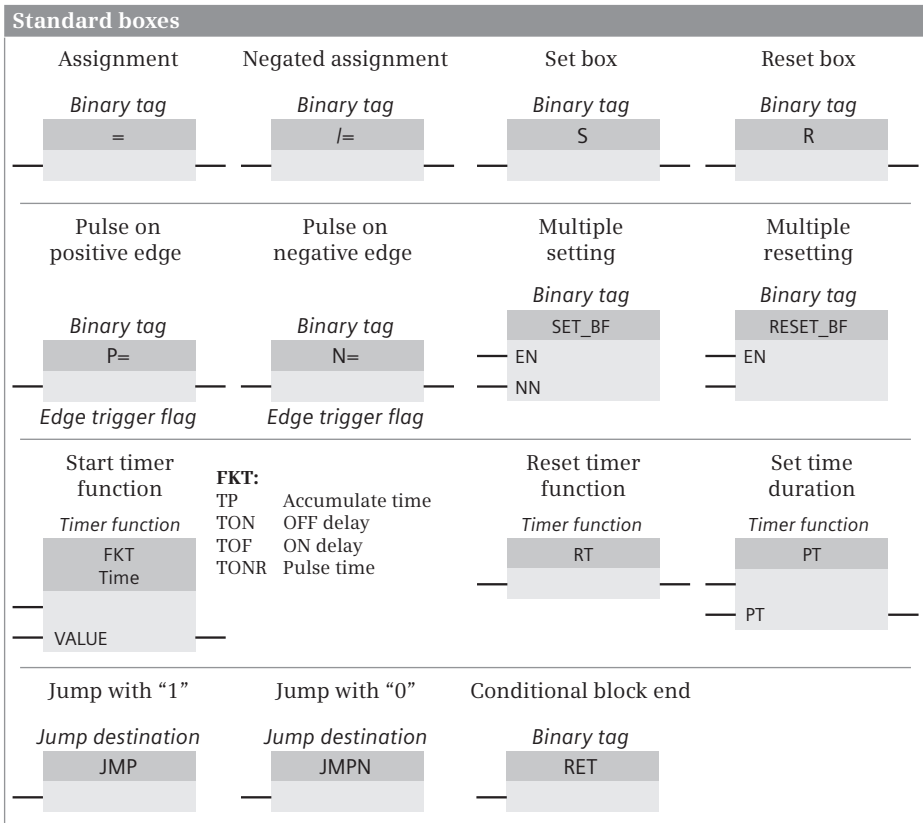 Standard boxes
Assignment
Negated assignment
Set box
Reset box
Binary tag
Binary tag
Binary tag
Binary tag
=
/=
S
R
Pulse on
positive edge
Pulse on
negative edge
Multiple
setting
Multiple
resetting
Binary tag
Binary tag
Binary tag
Binary tag
P=
N=
SET_BF
RESET_BF
EN
NN
EN
Edge trigger flag
Edge trigger flag
Start timer
function
FKT:
TP Accumulate time
TON OFF delay
TOF ON delay
TONR Pulse time
Reset timer
function
Set time
duration
Timer function
Timer function
Timer function
FKT
Time
RT
PT
VALUE
PT
Jump with “1”
Jump with “0”
Conditional block end
Jump destination
Jump destination
Binary tag
JMP
JMPN
RET